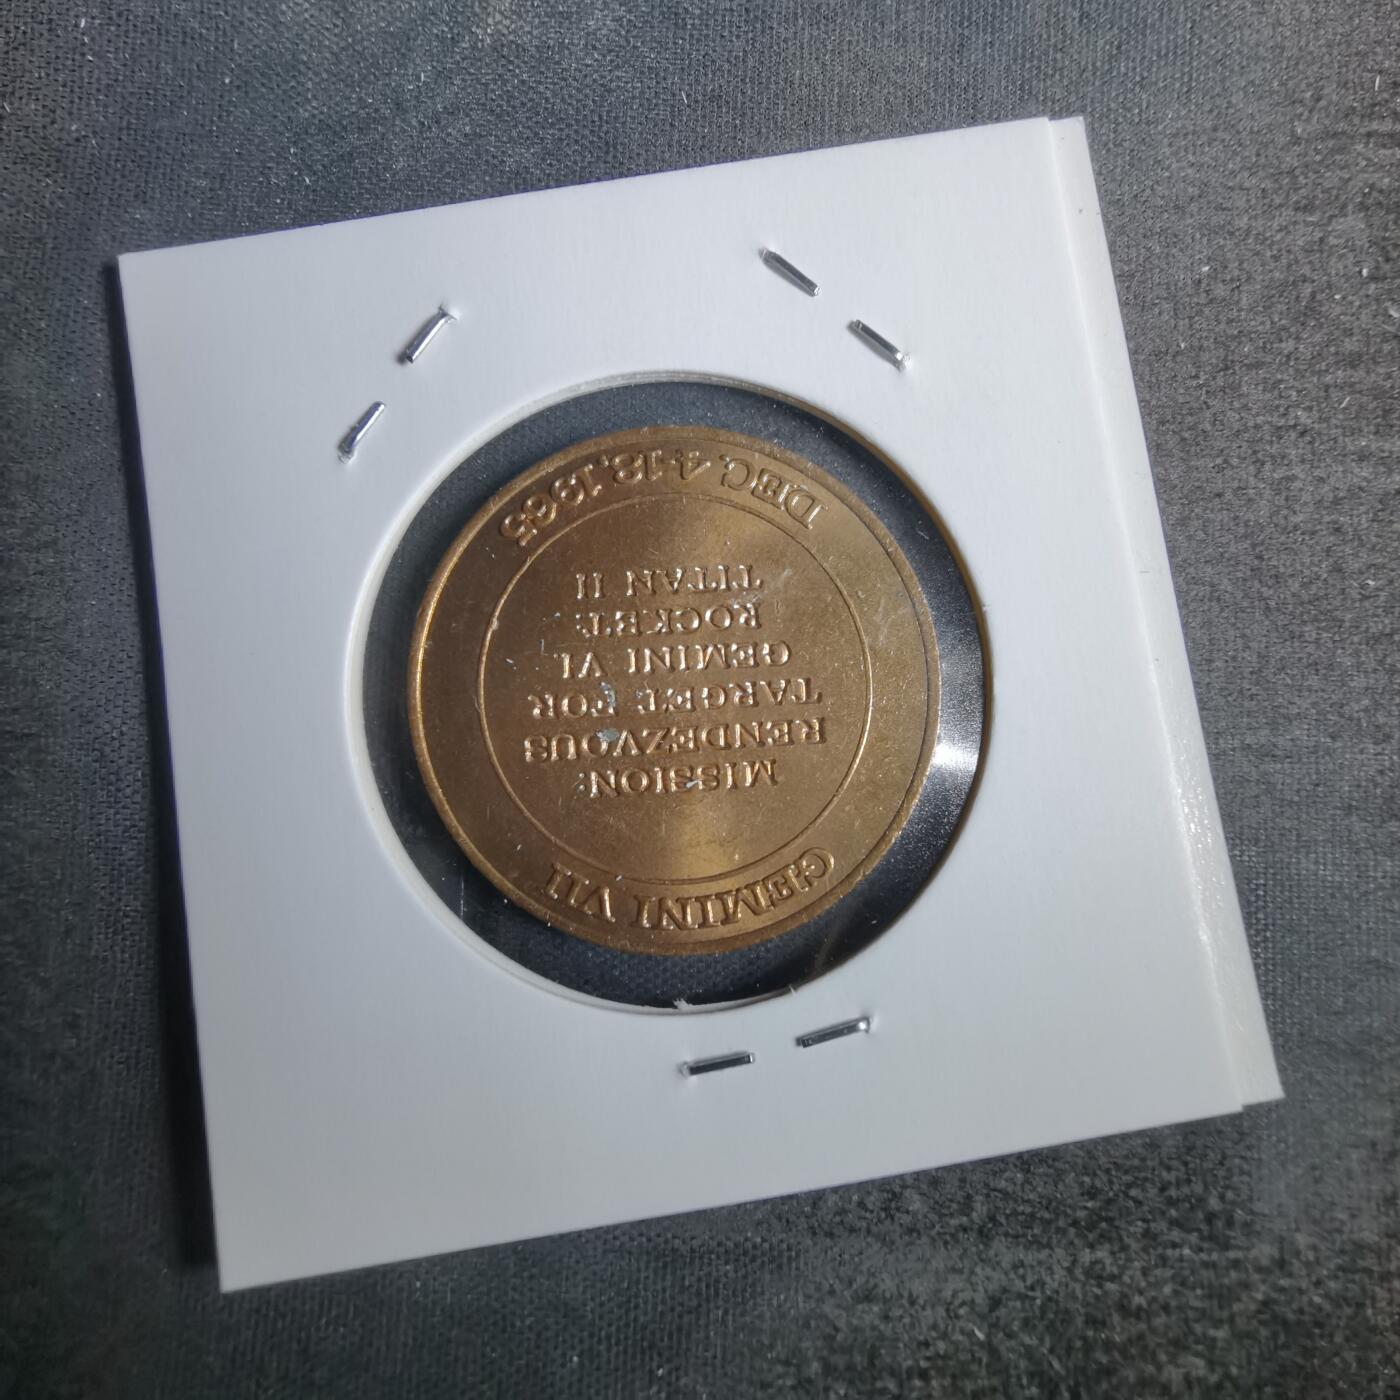 GEMINI VII
MISSION:
RENDEZVOUS
TARGET FOR
GEMINI VI
ROCKET:
TITAN II
DEC. 4-18, 1965